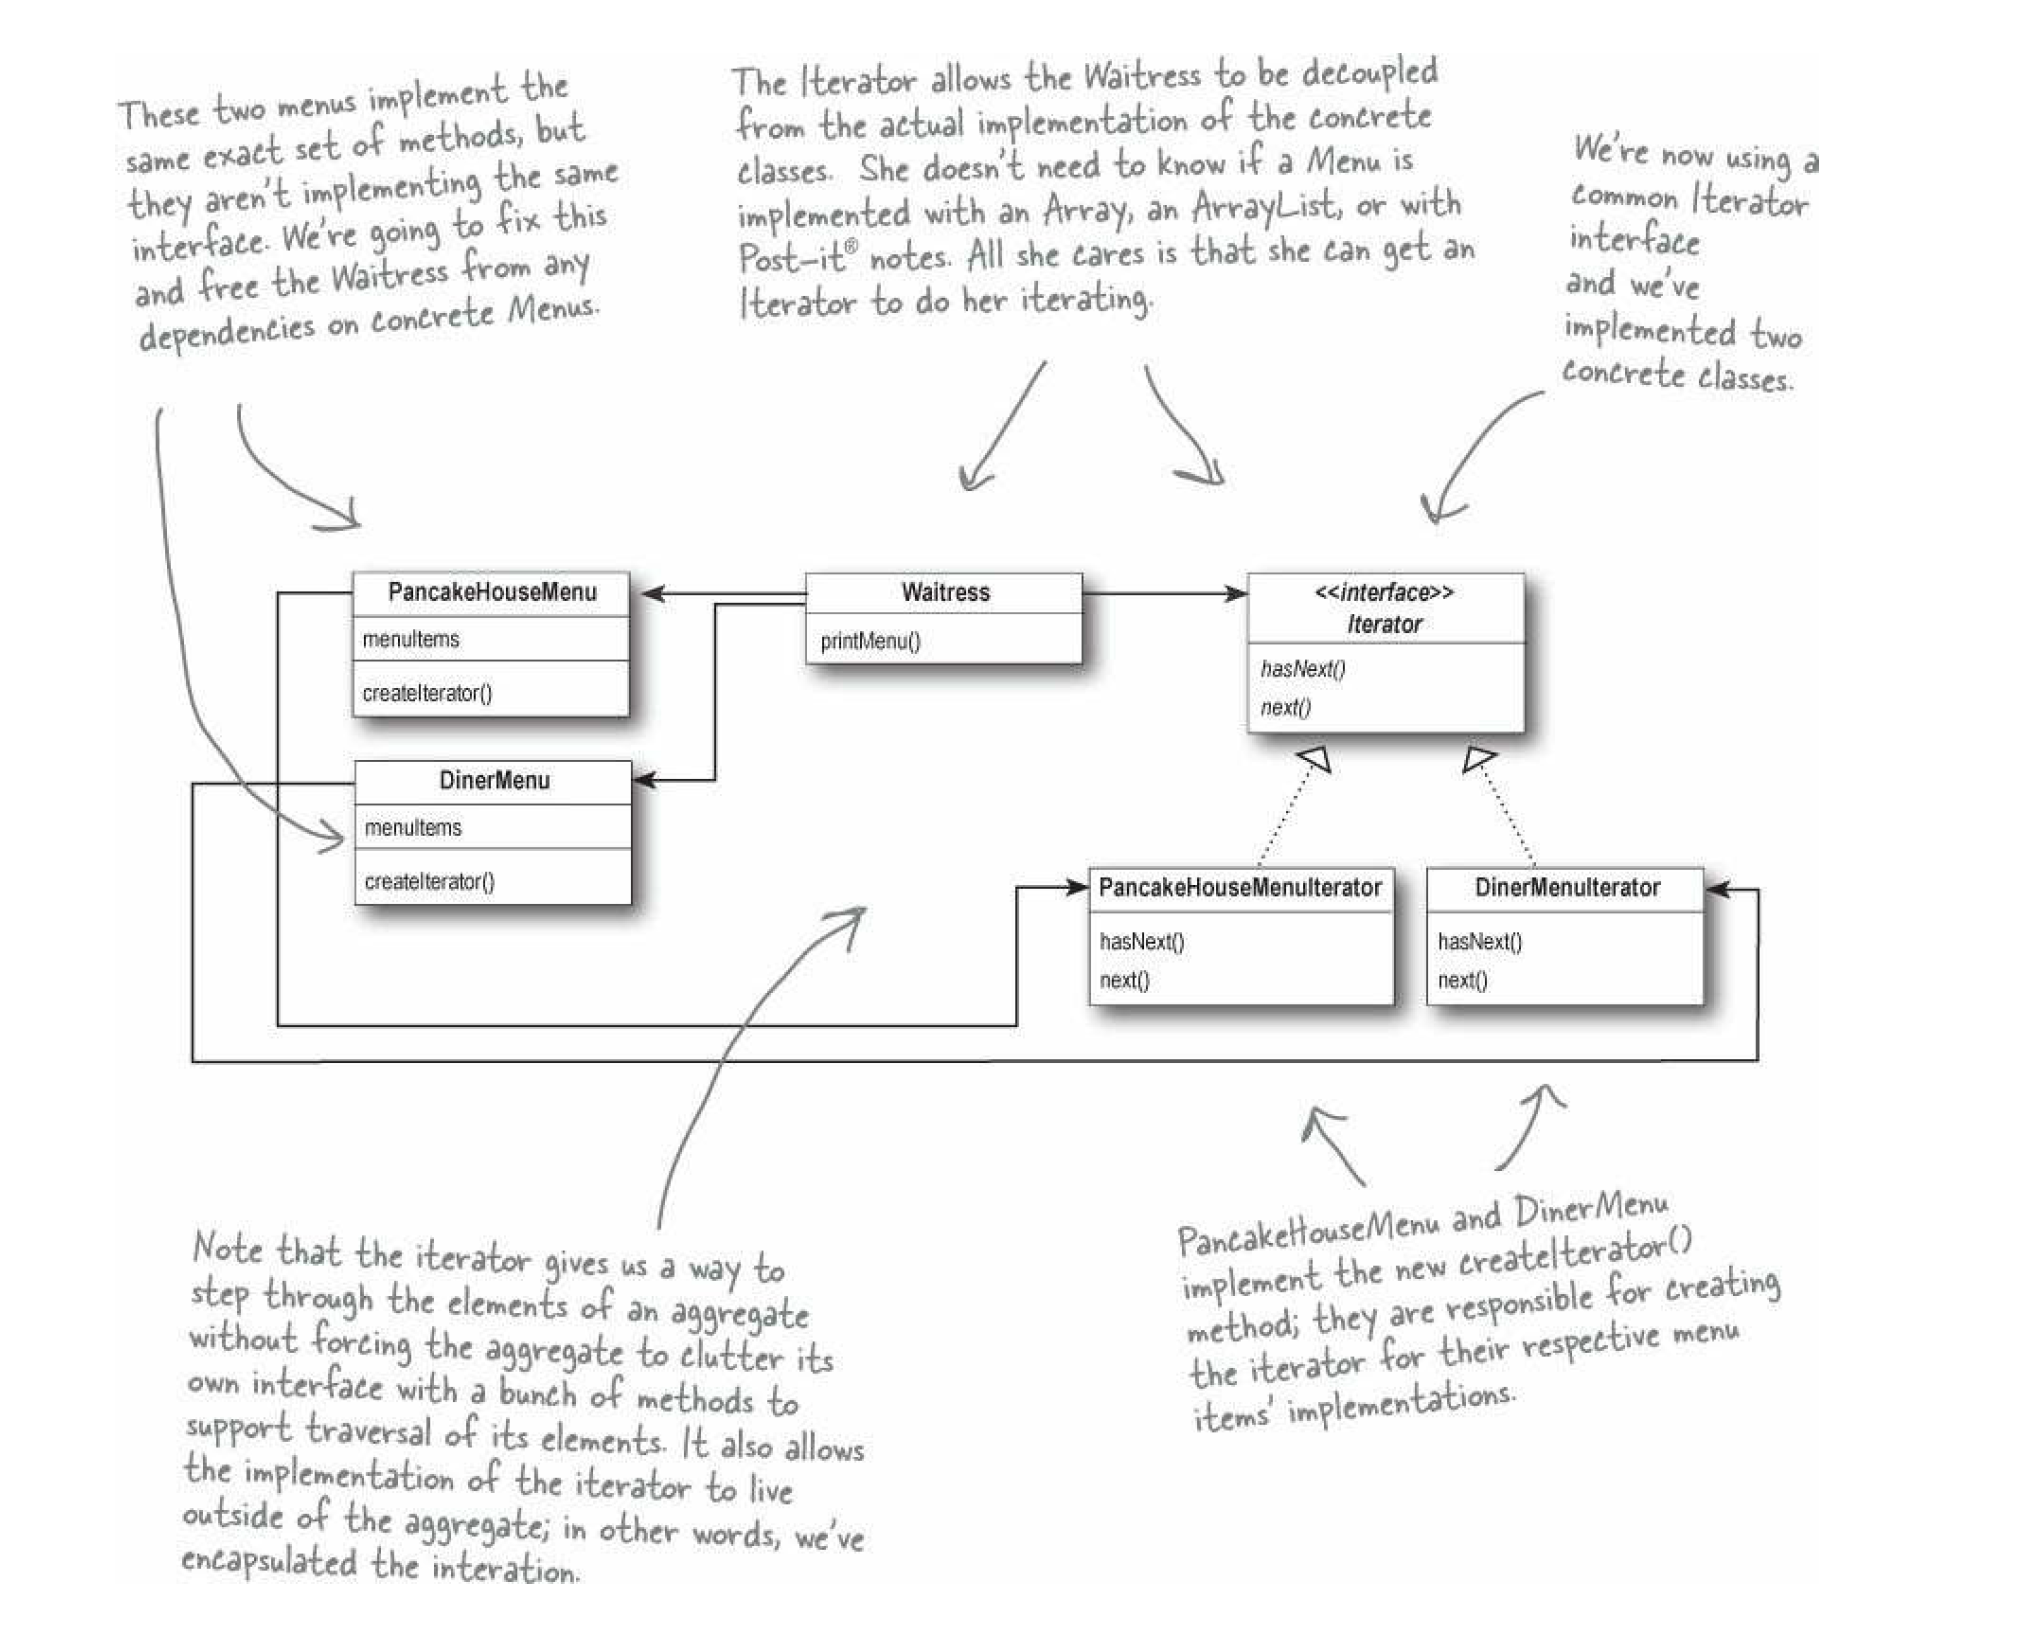 These two menus implement the
same exact set of methods, but
they aren't implementing the same
interface. We're going to fix this
and free the Waitress from any
dependencies on concrete Menus.
The Iterator allows the Waitress to be decoupled
from the actual implementation of the concrete
classes. She doesn't need to know if a Menu is
implemented with an Array, an ArrayList, or with
Post-it® notes. All she cares is that she can get an
Iterator to do her iterating.
We're now using a
common Iterator
interface
and we've
implemented two
concrete classes.
PancakeHouseMenu
menuItems
createIterator()
Waitress
printMenu()
<<interface>>
Iterator
hasNext()
next()
DinerMenu
menuItems
createIterator()
PancakeHouseMenuIterator
hasNext()
next()
DinerMenuIterator
hasNext()
next()
Note that the iterator gives us a way to
step through the elements of an aggregate
without forcing the aggregate to clutter its
own interface with a bunch of methods to
support traversal of its elements. It also allows
the implementation of the iterator to live
outside of the aggregate; in other words, we've
encapsulated the interation.
PancakeHouseMenu and DinerMenu
implement the new createIterator()
method; they are responsible for creating
the iterator for their respective menu
items' implementations.